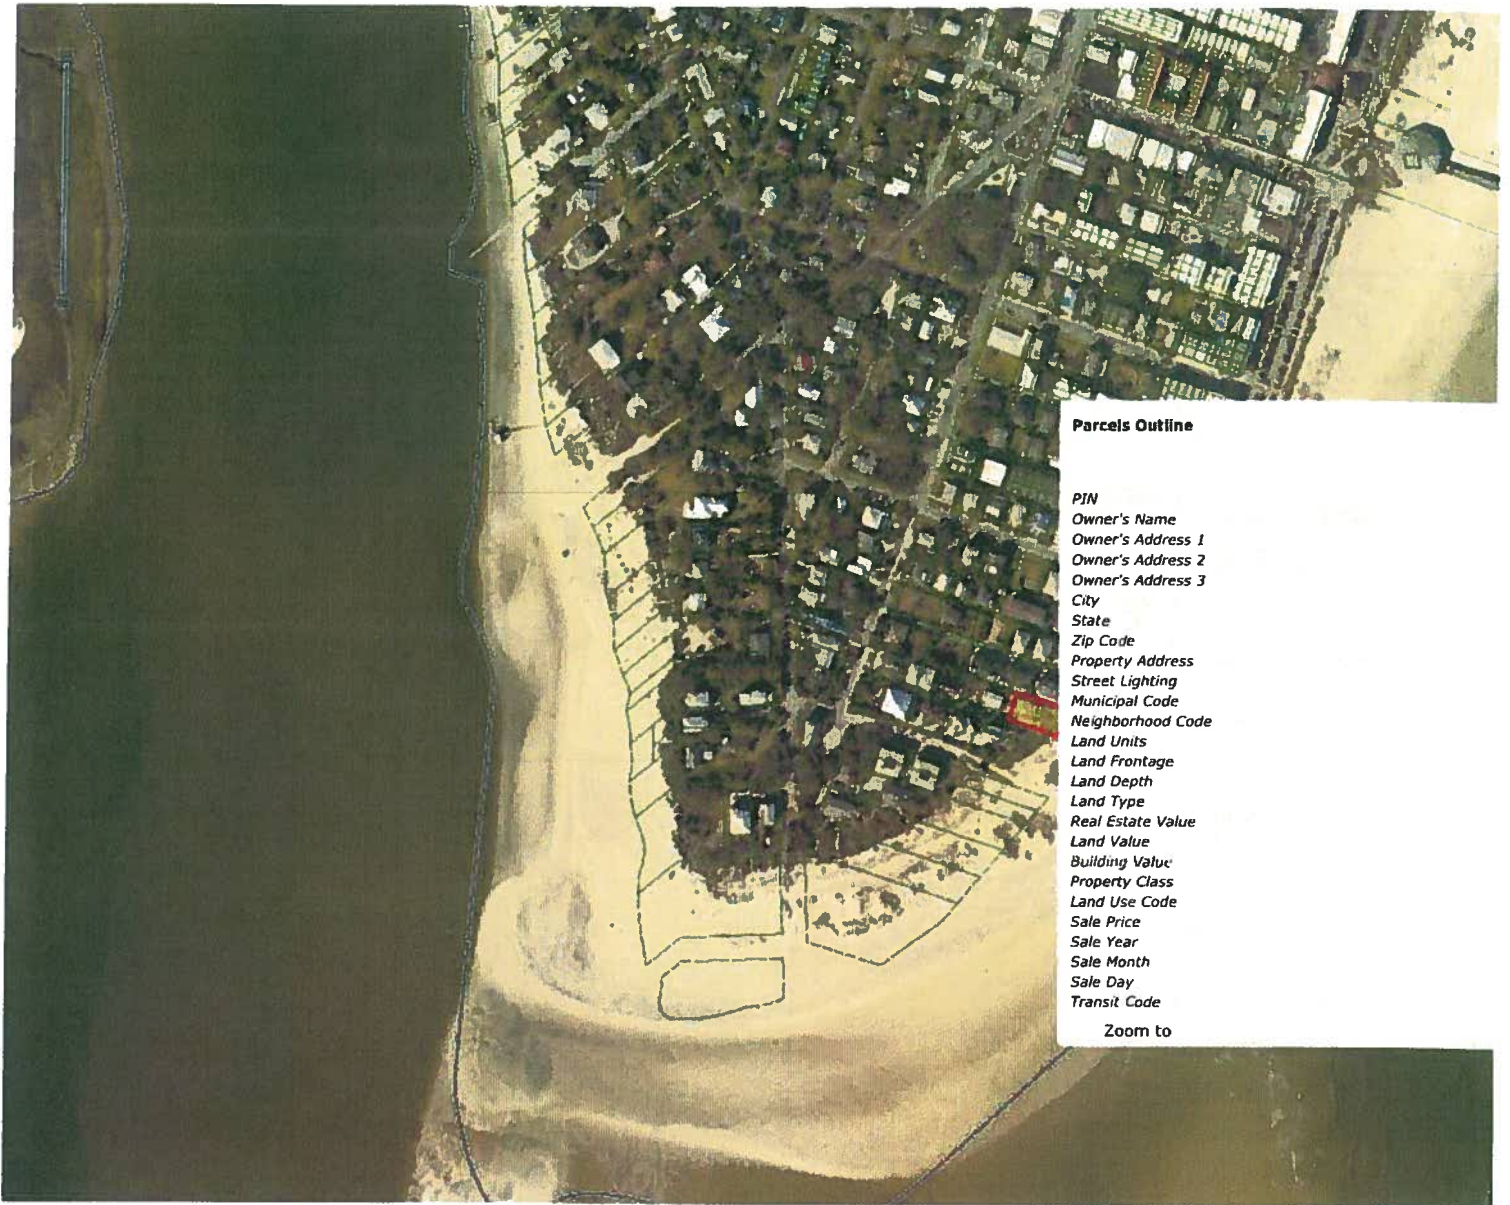 Parcels Outline
PIN
Owner's Name
Owner's Address 1
Owner's Address 2
Owner's Address 3
City
State
Zip Code
Property Address
Street Lighting
Municipal Code
Neighborhood Code
Land Units
Land Frontage
Land Depth
Land Type
Real Estate Value
Land Value
Building Value
Property Class
Land Use Code
Sale Price
Sale Year
Sale Month
Sale Day
Transit Code
Zoom to